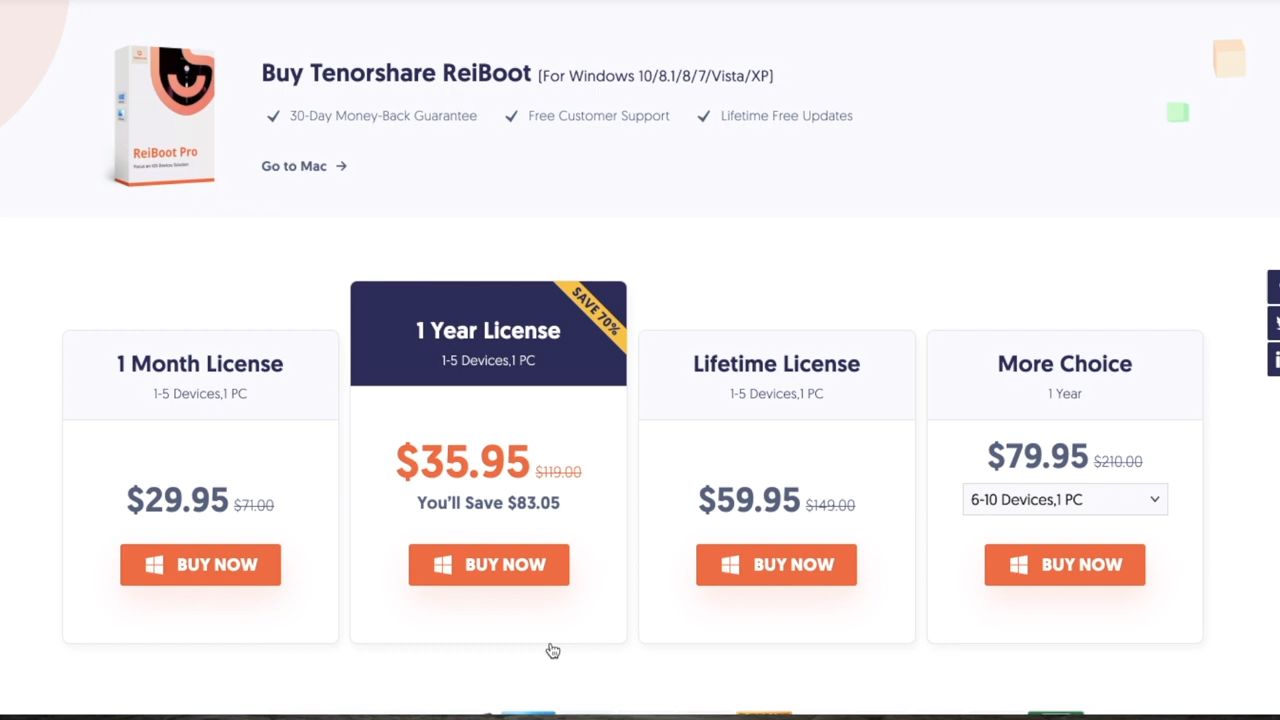 Buy Tenorshare ReiBoot [For Windows 10/8.1/8/7/Vista/XP]
30-Day Money-Back Guarantee
Free Customer Support
Lifetime Free Updates
ReiBoot Pro
Go to Mac
1 Month License
1-5 Devices,1 PC
$29.95 $71.00
BUY NOW
SAVE 70%
1 Year License
1-5 Devices,1 PC
$35.95 $119.00
You'll Save $83.05
BUY NOW
Lifetime License
1-5 Devices,1 PC
$59.95 $149.00
BUY NOW
More Choice
1 Year
$79.95 $210.00
6-10 Devices,1 PC
BUY NOW